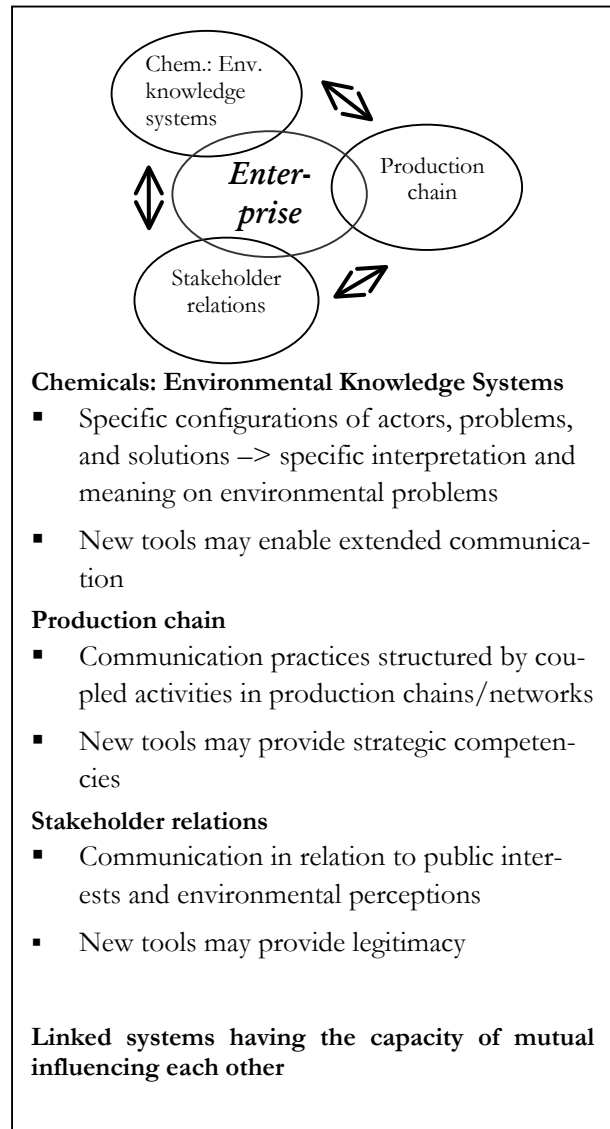 Chem.: Env.
knowledge
systems
Enter-
prise
Production
chain
Stakeholder
relations
Chemicals: Environmental Knowledge Systems
▪ Specific configurations of actors, problems,
and solutions –> specific interpretation and
meaning on environmental problems
▪ New tools may enable extended communica-
tion
Production chain
▪ Communication practices structured by cou-
pled activities in production chains/networks
▪ New tools may provide strategic competen-
cies
Stakeholder relations
▪ Communication in relation to public inter-
ests and environmental perceptions
▪ New tools may provide legitimacy
Linked systems having the capacity of mutual
influencing each other